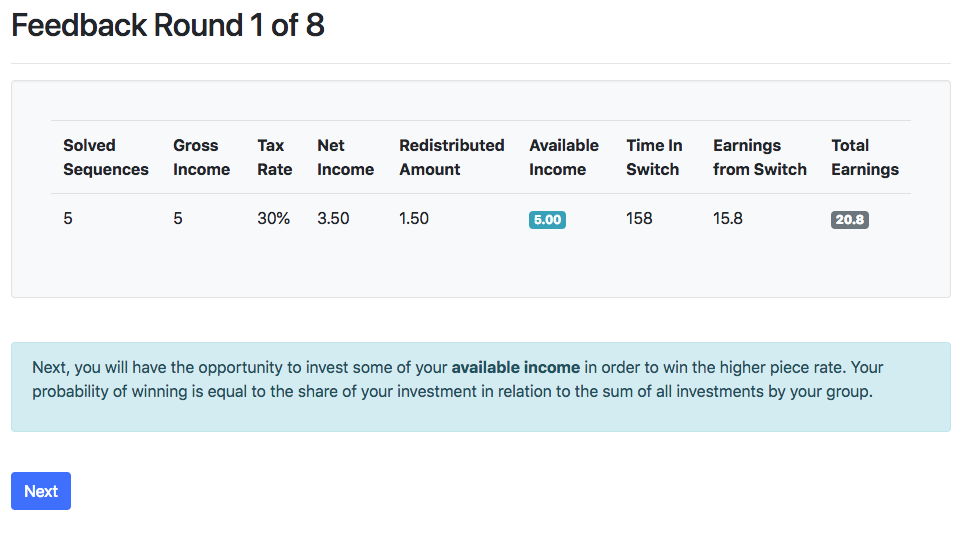 Feedback Round 1 of 8
Solved Sequences Gross Income Tax Rate Net Income Redistributed Amount Available Income Time In Switch Earnings from Switch Total Earnings
5 5 30% 3.50 1.50 5.00 158 15.8 20.8
Next, you will have the opportunity to invest some of your available income in order to win the higher piece rate. Your
probability of winning is equal to the share of your investment in relation to the sum of all investments by your group.
Next